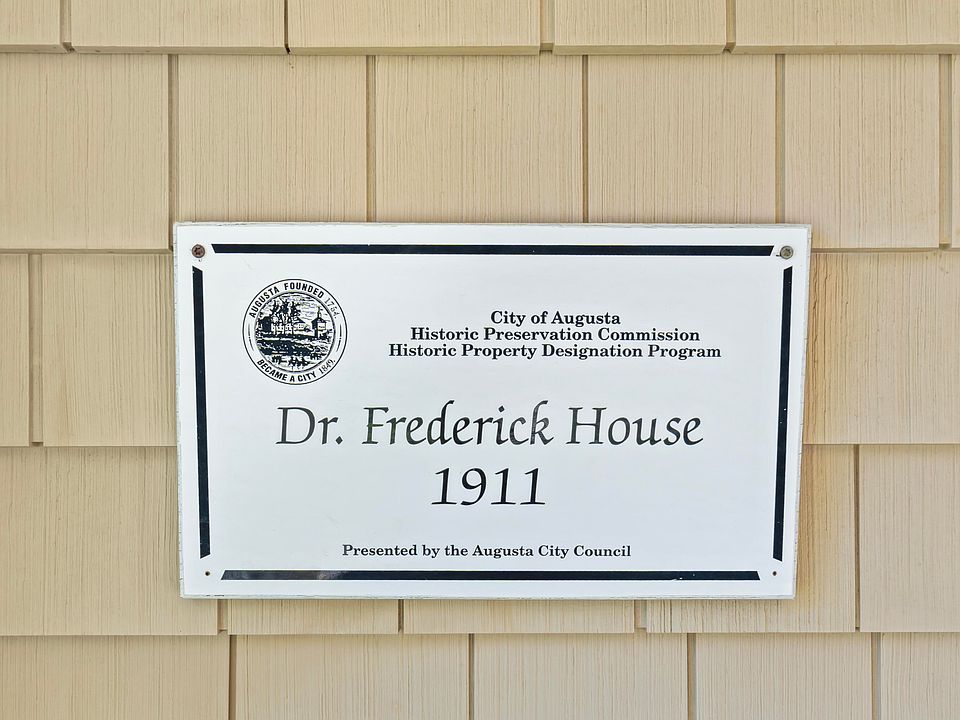 AUGUSTA FOUNDED 1754
BECAME A CITY 1849
City of Augusta
Historic Preservation Commission
Historic Property Designation Program
Dr. Frederick House
1911
Presented by the Augusta City Council